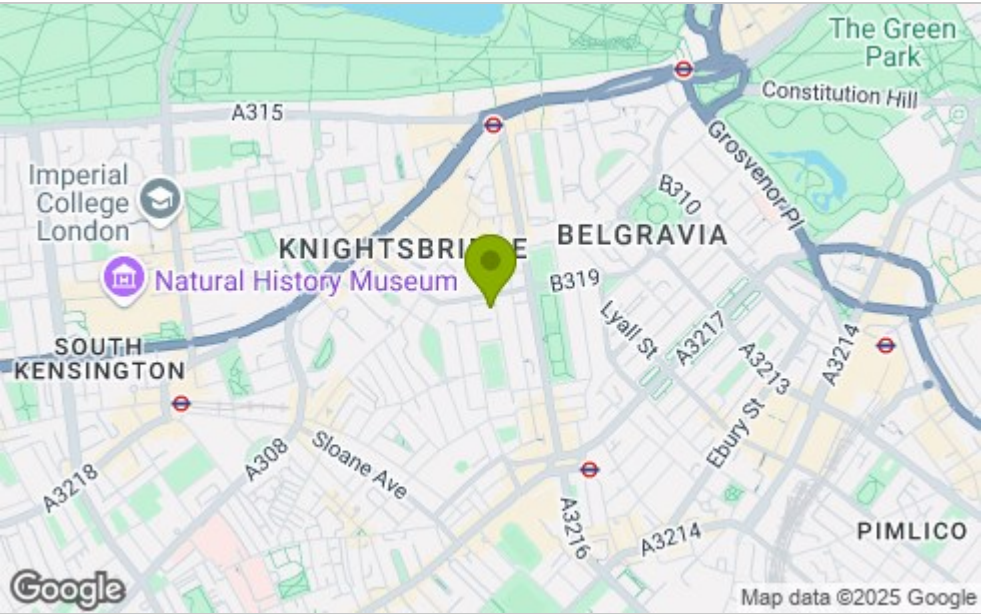 The Green
Park
Constitution Hill
A315
Grosvenor Pl
Imperial
College
London
B310
KNIGHTSBRI E
BELGRAVIA
Natural History Museum
B319
Lyall St
A3217
SOUTH
KENSINGTON
A3213
A3214
Ebury St
Sloane Ave
A308
A3218
A3216
A3214
PIMLICO
Google
Map data ©2025 Google